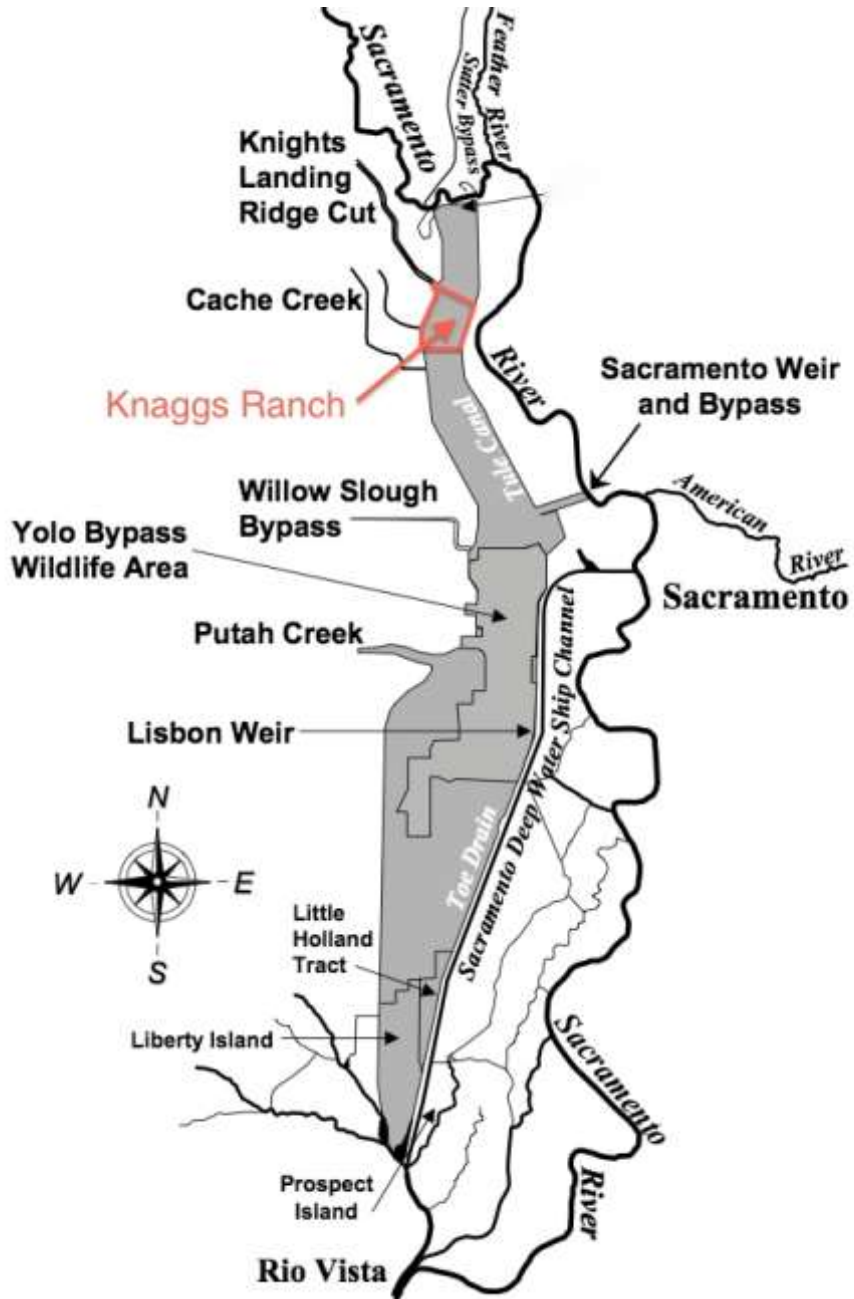 Sacramento
Feather River
Sutter Bypass
Knights
Landing
Ridge Cut
Cache Creek
River
Sacramento Weir
and Bypass
Knaggs Ranch
Tule Canal
American
River
Willow Slough
Bypass
Yolo Bypass
Wildlife Area
Sacramento
Putah Creek
Sacramento Deep Water Ship Channel
Lisbon Weir
N
W
E
S
Toe Drain
Little
Holland
Tract
Liberty Island
Sacramento
River
Prospect
Island
Rio Vista